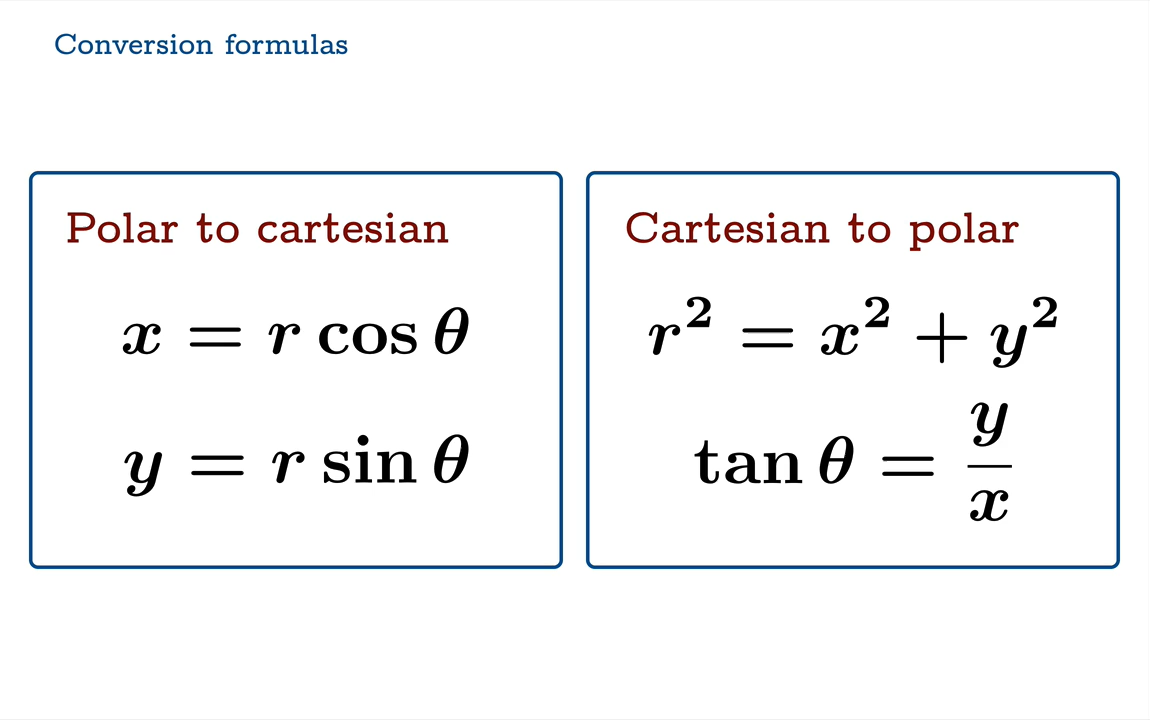 Conversion formulas
Polar to cartesian
x = r cos θ
y = r sin θ
Cartesian to polar
r² = x² + y²
tan θ = y/x